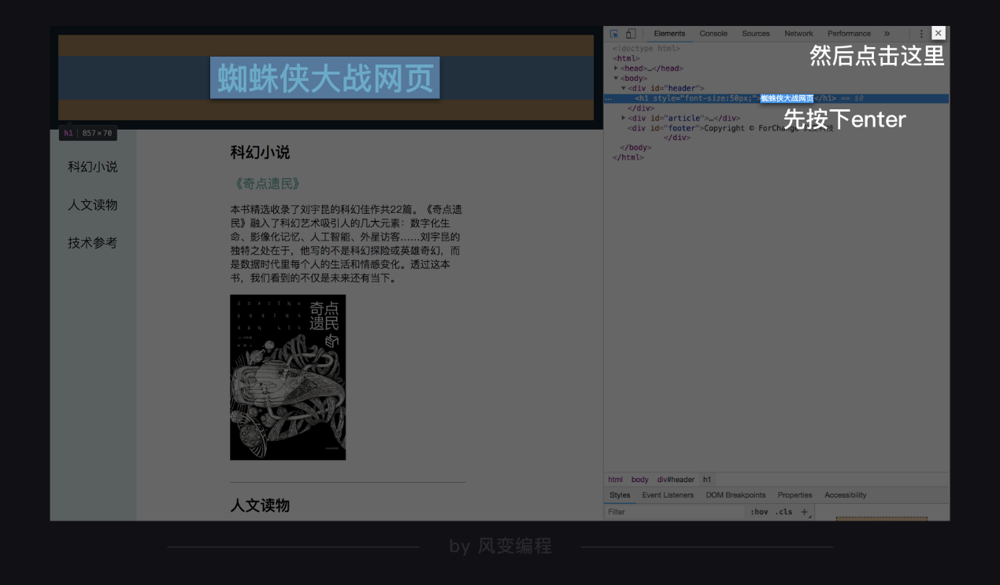 Elements Console Sources Network Performance »
然后点击这里
<!doctype html>
<html>
<head>…</head>
<body>
<div id="header">
<h1 style="font-size:50px;">蜘蛛侠大战网页</h1> == $0
</div>
<div id="article">…</div>
先按下enter
<div id="footer">Copyright © ForChange
</div>
</body>
</html>
蜘蛛侠大战网页
h1 | 857×70
科幻小说
人文读物
技术参考
科幻小说
《奇点遗民》
本书精选收录了刘宇昆的科幻佳作共22篇。《奇点遗
民》融入了科幻艺术吸引人的几大元素：数字化生
命、影像化记忆、人工智能、外星访客……刘宇昆的
独特之处在于，他写的不是科幻探险或英雄奇幻，而
是数据时代里每个人的生活和情感变化。透过这本
书，我们看到的不仅是未来还有当下。
奇点
遗民
人文读物
html body div#header h1
Styles Event Listeners DOM Breakpoints Properties Accessibility
Filter :hov .cls +
by 风变编程